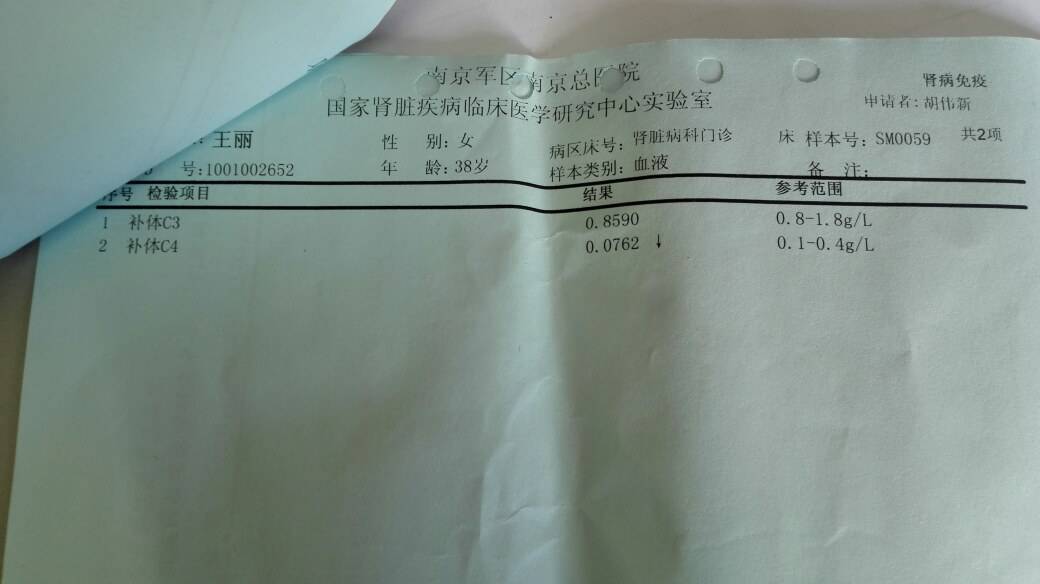 南京军区南京总医院
国家肾脏疾病临床医学研究中心实验室
肾病免疫
申请者:胡伟新
王丽 性 别:女 病区床号:肾脏病科门诊 床 样本号:SM0059 共2项
号:1001002652 年 龄:38岁 样本类别:血液 备 注:
序号 检验项目 结果 参考范围
1 补体C3 0.8590 0.8-1.8g/L
2 补体C4 0.0762 ↓ 0.1-0.4g/L